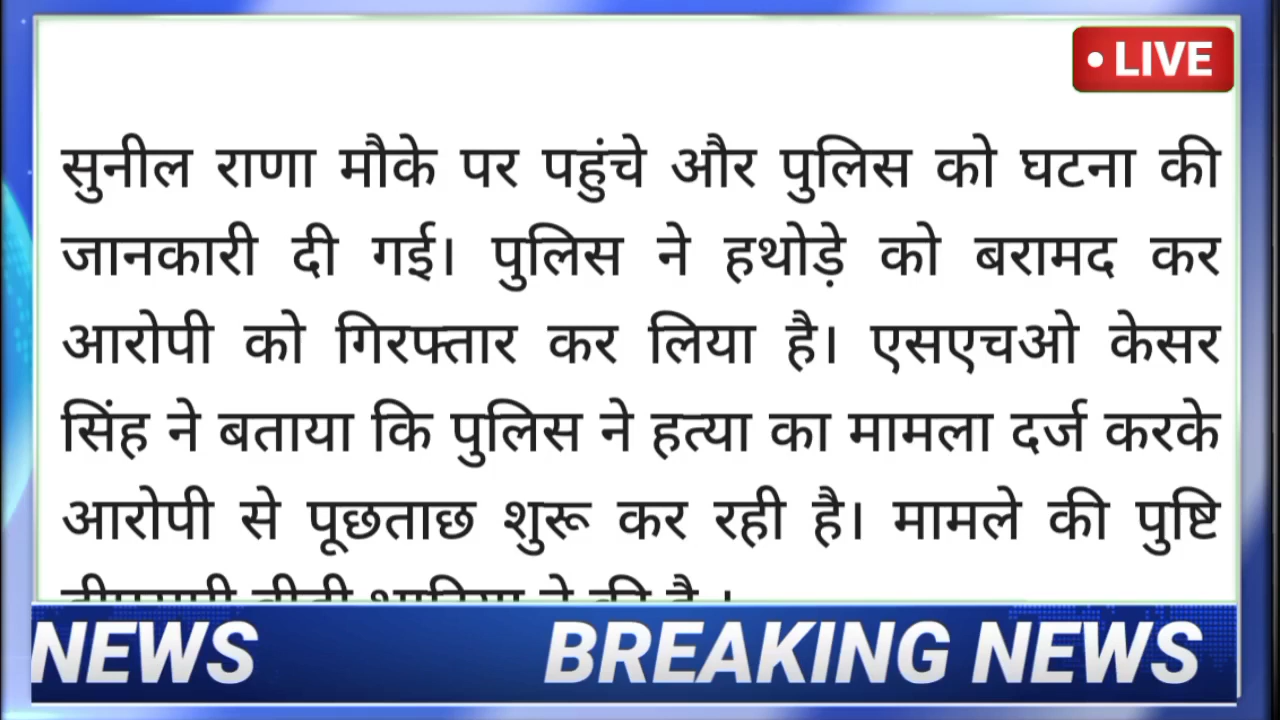 LIVE
सुनील राणा मौके पर पहुंचे और पुलिस को घटना की
जानकारी दी गई। पुलिस ने हथोड़े को बरामद कर
आरोपी को गिरफ्तार कर लिया है। एसएचओ केसर
सिंह ने बताया कि पुलिस ने हत्या का मामला दर्ज करके
आरोपी से पूछताछ शुरू कर रही है। मामले की पुष्टि
ने की है।
NEWS BREAKING NEWS